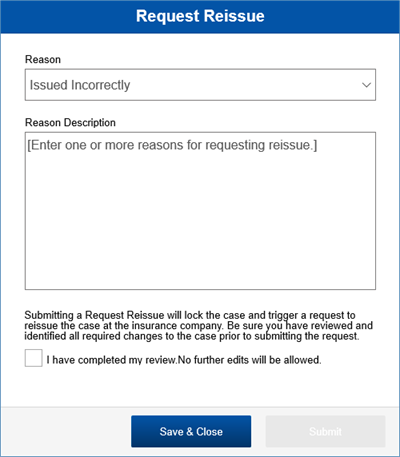 Request Reissue
Reason
Issued Incorrectly
Reason Description
[Enter one or more reasons for requesting reissue.]
Submitting a Request Reissue will lock the case and trigger a request to
reissue the case at the insurance company. Be sure you have reviewed and
identified all required changes to the case prior to submitting the request.
I have completed my review.No further edits will be allowed.
Save & Close
Submit